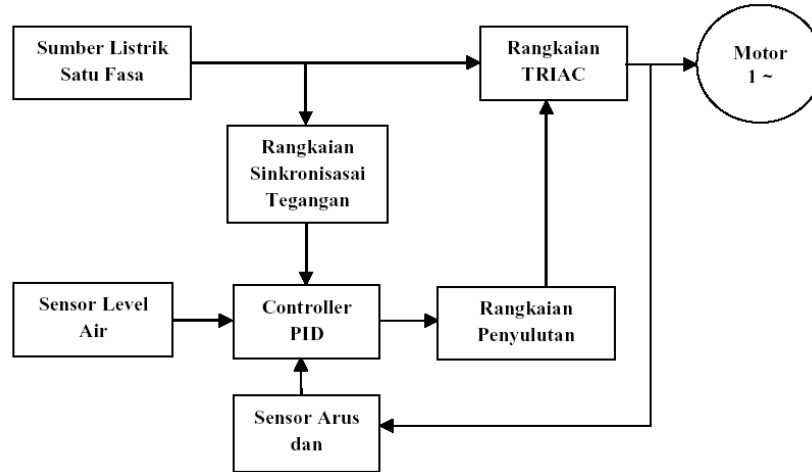 Sumber Listrik
Satu Fasa
Rangkaian
TRIAC
Motor
1 ~
Rangkaian
Sinkronisasai
Tegangan
Sensor Level
Air
Controller
PID
Rangkaian
Penyulutan
Sensor Arus
dan